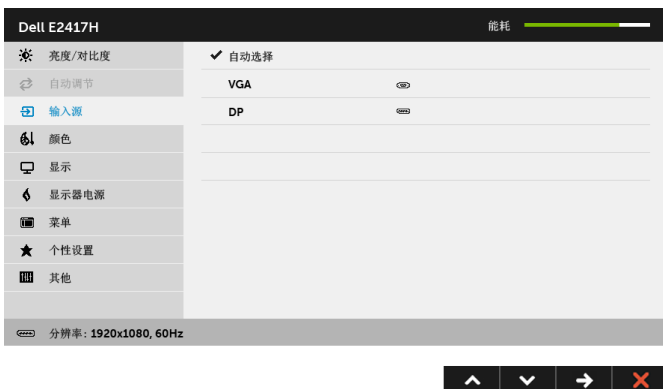 Dell E2417H 能耗
亮度/对比度
自动选择
自动调节
VGA
输入源
DP
颜色
显示
显示器电源
菜单
个性设置
其他
分辨率: 1920x1080, 60Hz